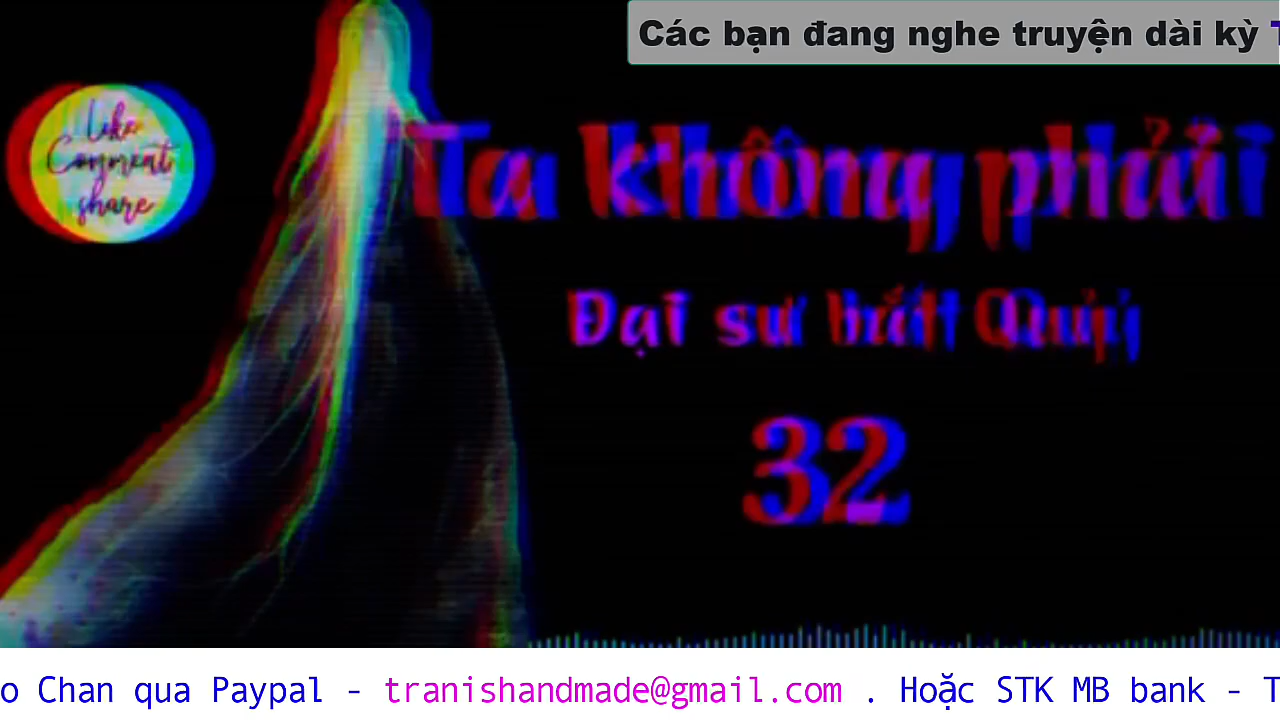 Các bạn đang nghe truyện dài kỳ
Like
Comment
share
Ta không phải
Đại sư bắt Quỷ
32
o Chan qua Paypal - tranishandmade@gmail.com . Hoặc STK MB bank - T